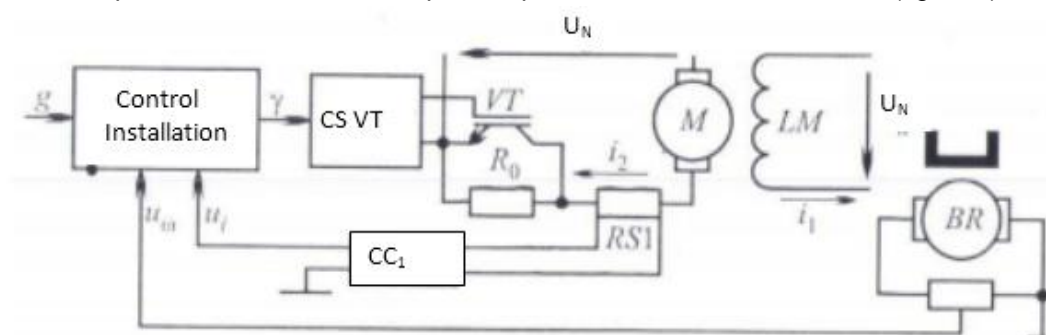 U_N
g
Control
Installation
γ
CS VT
VT
M
LM
U_N
R_0
i_2
i_1
BR
u_ω
u_i
RS1
CC_1